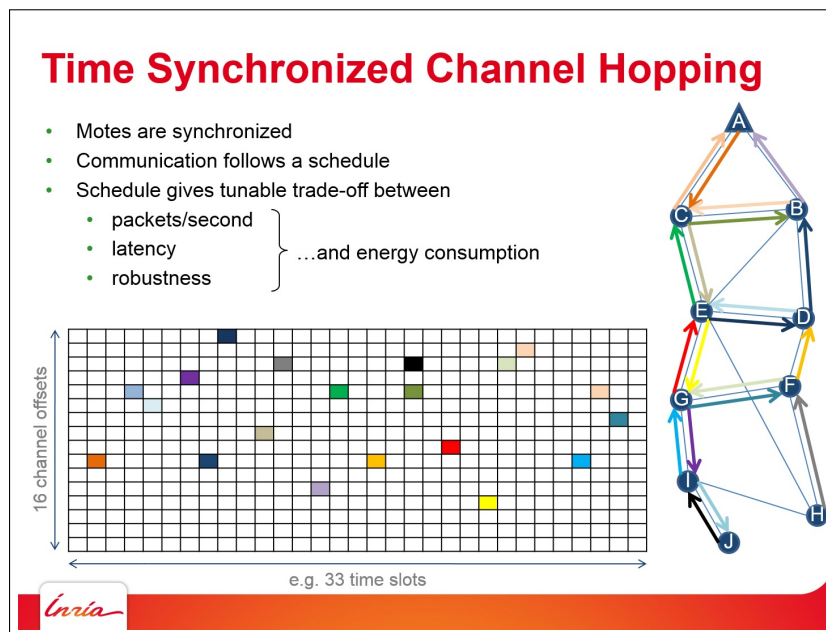 Time Synchronized Channel Hopping
• Motes are synchronized
• Communication follows a schedule
• Schedule gives tunable trade-off between
• packets/second
• latency
• robustness
…and energy consumption
A
C
B
E
D
G
F
I
H
J
16 channel offsets
e.g. 33 time slots
Inria